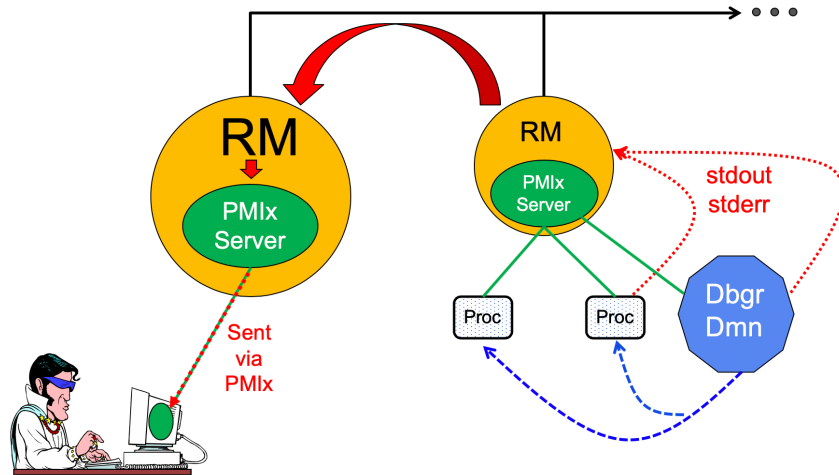 RM
PMIx
Server
Sent
via
PMIx
RM
PMIx
Server
stdout
stderr
Proc
Proc
Dbgr
Dmn